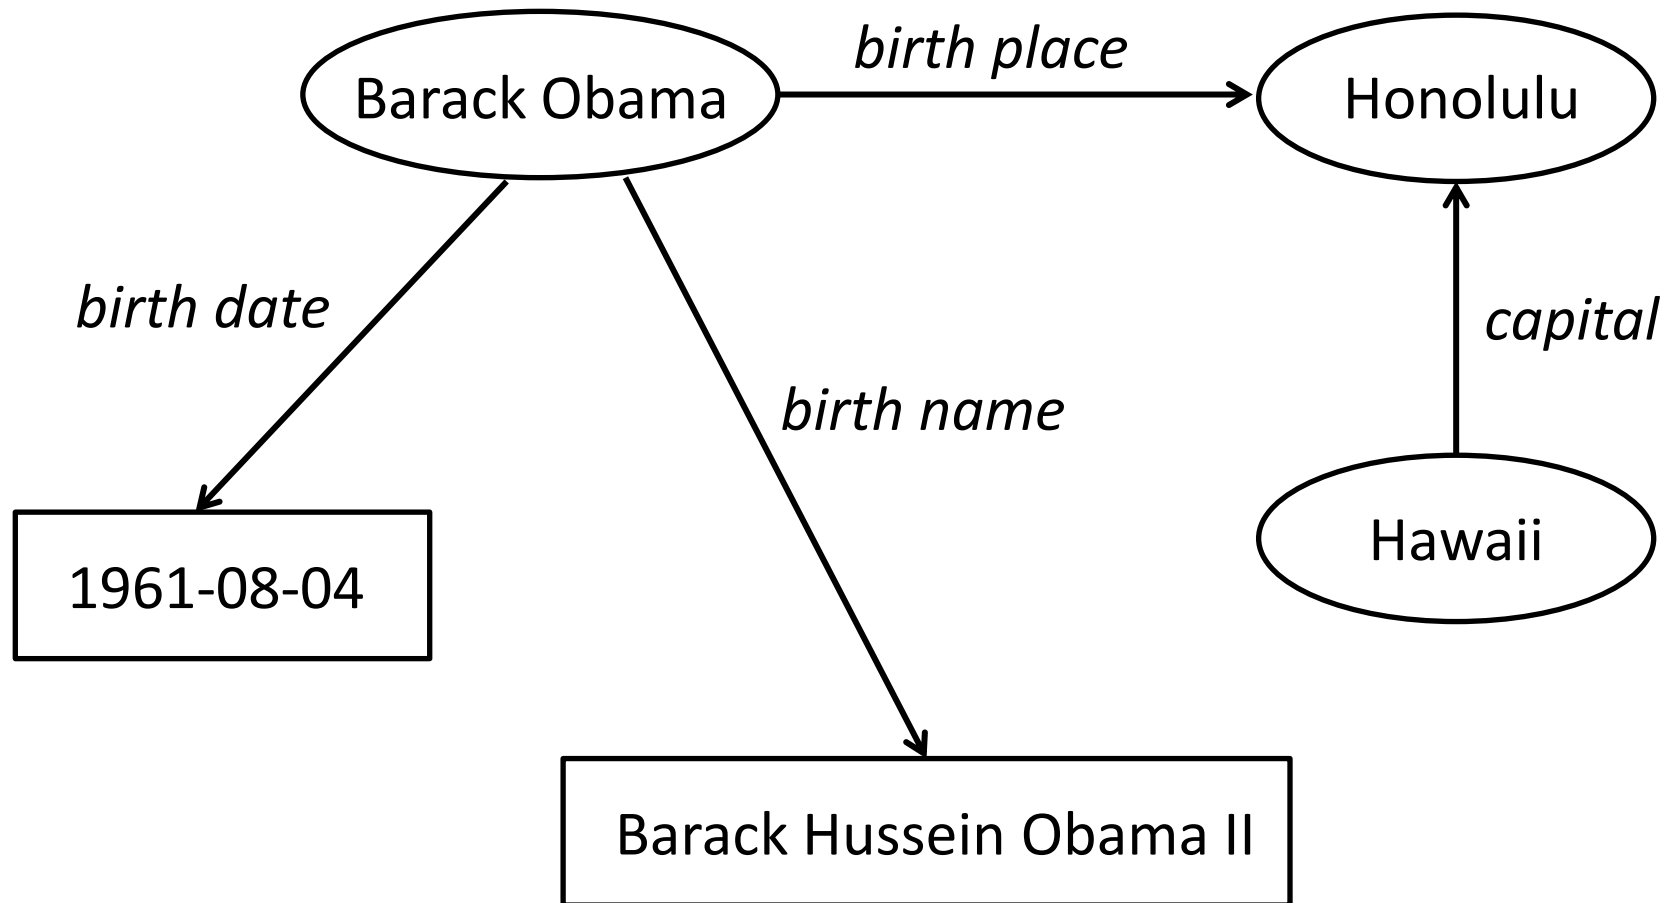 birth place
Barack Obama
Honolulu
birth date
capital
birth name
Hawaii
1961-08-04
Barack Hussein Obama II